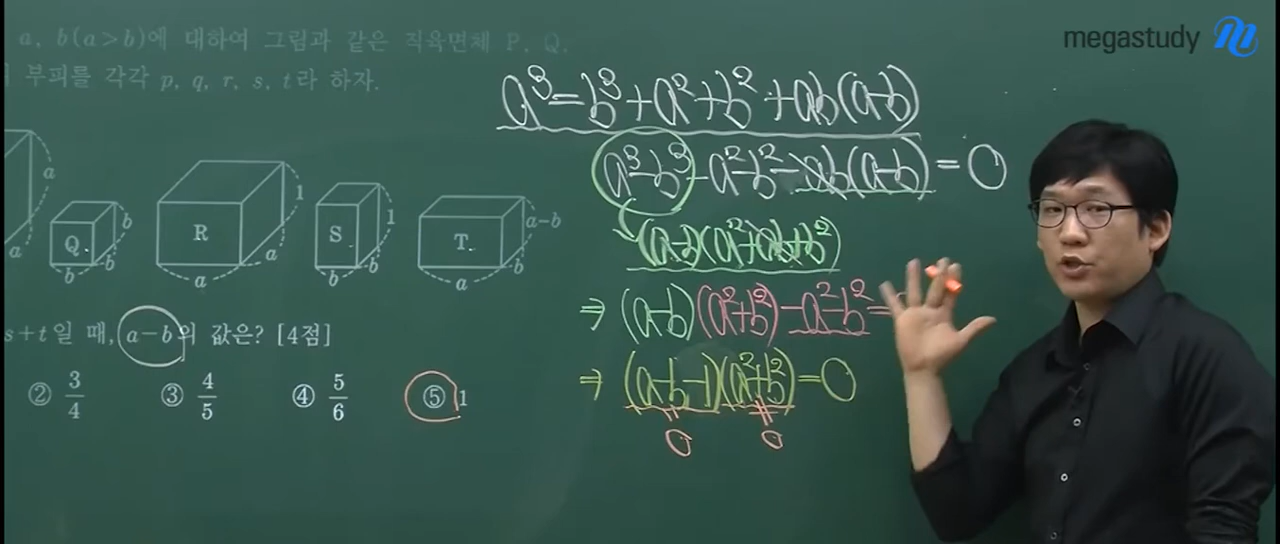 megastudy
a, b(a>b)에 대하여 그림과 같은 직육면체 P, Q,
부피를 각각 p, q, r, s, t라 하자.
a a
Q b b b
R a a 1
S b b 1
T a b a-b
s+t일 때, a-b의 값은? [4점]
② 3/4 ③ 4/5 ④ 5/6 ⑤ 1
a³=b³+a²+b²+ab(a-b)
a³-b³-a²-b²-ab(a-b)=0
(a-b)(a²+ab+b²)
⇒ (a-b)(a²+b²)-a²-b²=
⇒ (a-b-1)(a²+b²)=0
0 0